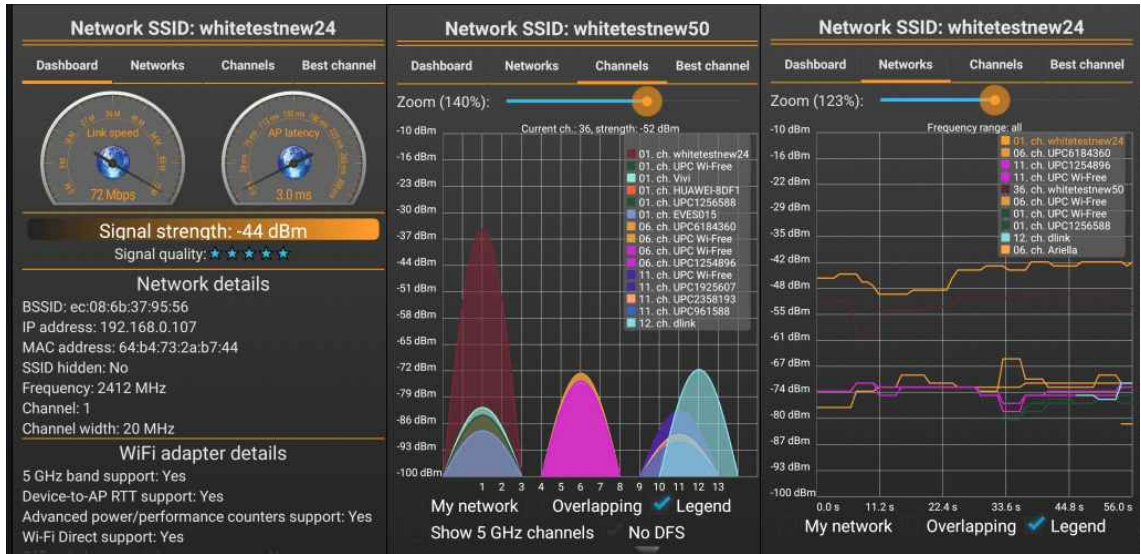 Network SSID: whitetestnew24
Dashboard Networks Channels Best channel
Link speed
72 Mbps
AP latency
3.0 ms
Signal strength: -44 dBm
Signal quality:
Network details
BSSID: ec:08:6b:37:95:56
IP address: 192.168.0.107
MAC address: 64:b4:73:2a:b7:44
SSID hidden: No
Frequency: 2412 MHz
Channel: 1
Channel width: 20 MHz
WiFi adapter details
5 GHz band support: Yes
Device-to-AP RTT support: Yes
Advanced power/performance counters support: Yes
Wi-Fi Direct support: Yes
Network SSID: whitetestnew50
Dashboard Networks Channels Best channel
Zoom (140%):
Current ch.: 36, strength: -52 dBm
-10 dBm
-16 dBm
-23 dBm
-30 dBm
-37 dBm
-44 dBm
-51 dBm
-58 dBm
-65 dBm
-72 dBm
-79 dBm
-86 dBm
-93 dBm
-100 dBm
01. ch. whitetestnew24
01. ch. UPC Wi-Free
01. ch. Vivi
01. ch. HUAWEI-8DF1
01. ch. UPC1256588
01. ch. EVES015
06. ch. UPC6184360
06. ch. UPC Wi-Free
06. ch. UPC1254896
11. ch. UPC Wi-Free
11. ch. UPC1925607
11. ch. UPC2358193
11. ch. UPC961588
12. ch. dlink
1 2 3 4 5 6 7 8 9 10 11 12 13
My network Overlapping Legend
Show 5 GHz channels No DFS
Network SSID: whitetestnew24
Dashboard Networks Channels Best channel
Zoom (123%):
Frequency range: all
-10 dBm
-16 dBm
-23 dBm
-29 dBm
-35 dBm
-42 dBm
-48 dBm
-55 dBm
-61 dBm
-67 dBm
-74 dBm
-80 dBm
-87 dBm
-93 dBm
-100 dBm
01. ch. whitetestnew24
06. ch. UPC6184360
11. ch. UPC1254896
11. ch. UPC Wi-Free
36. ch. whitetestnew50
06. ch. UPC Wi-Free
01. ch. UPC Wi-Free
01. ch. UPC1256588
12. ch. dlink
06. ch. Ariella
0.0 s 11.2 s 22.4 s 33.6 s 44.8 s 56.0 s
My network Overlapping Legend